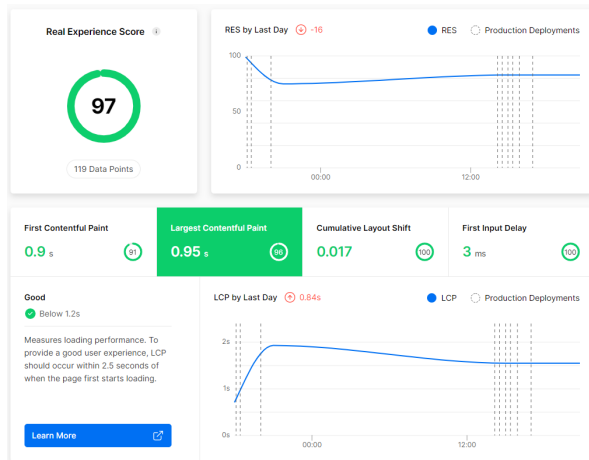 Real Experience Score
97
119 Data Points
RES by Last Day -16
RES Production Deployments
100
50
0
00:00 12:00
First Contentful Paint
0.9 s
91
Largest Contentful Paint
0.95 s
96
Cumulative Layout Shift
0.017
100
First Input Delay
3 ms
100
Good
Below 1.2s
Measures loading performance. To
provide a good user experience, LCP
should occur within 2.5 seconds of
when the page first starts loading.
Learn More
LCP by Last Day 0.84s
LCP Production Deployments
2s
1s
0s
00:00 12:00